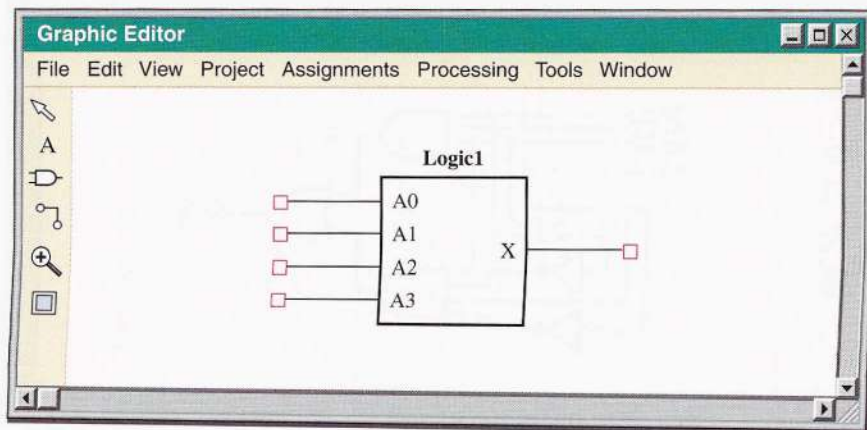 Graphic Editor
File Edit View Project Assignments Processing Tools Window
A
Logic1
A0
A1
A2
A3
X